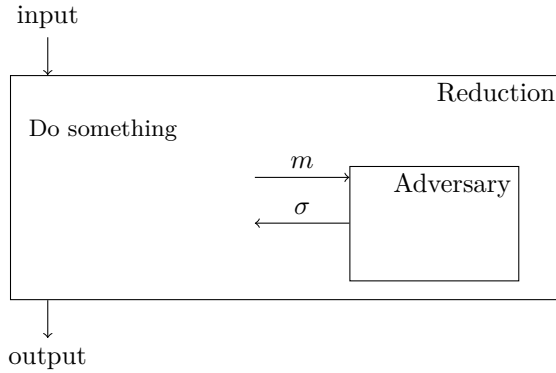 input
Reduction
Do something
m
Adversary
σ
output